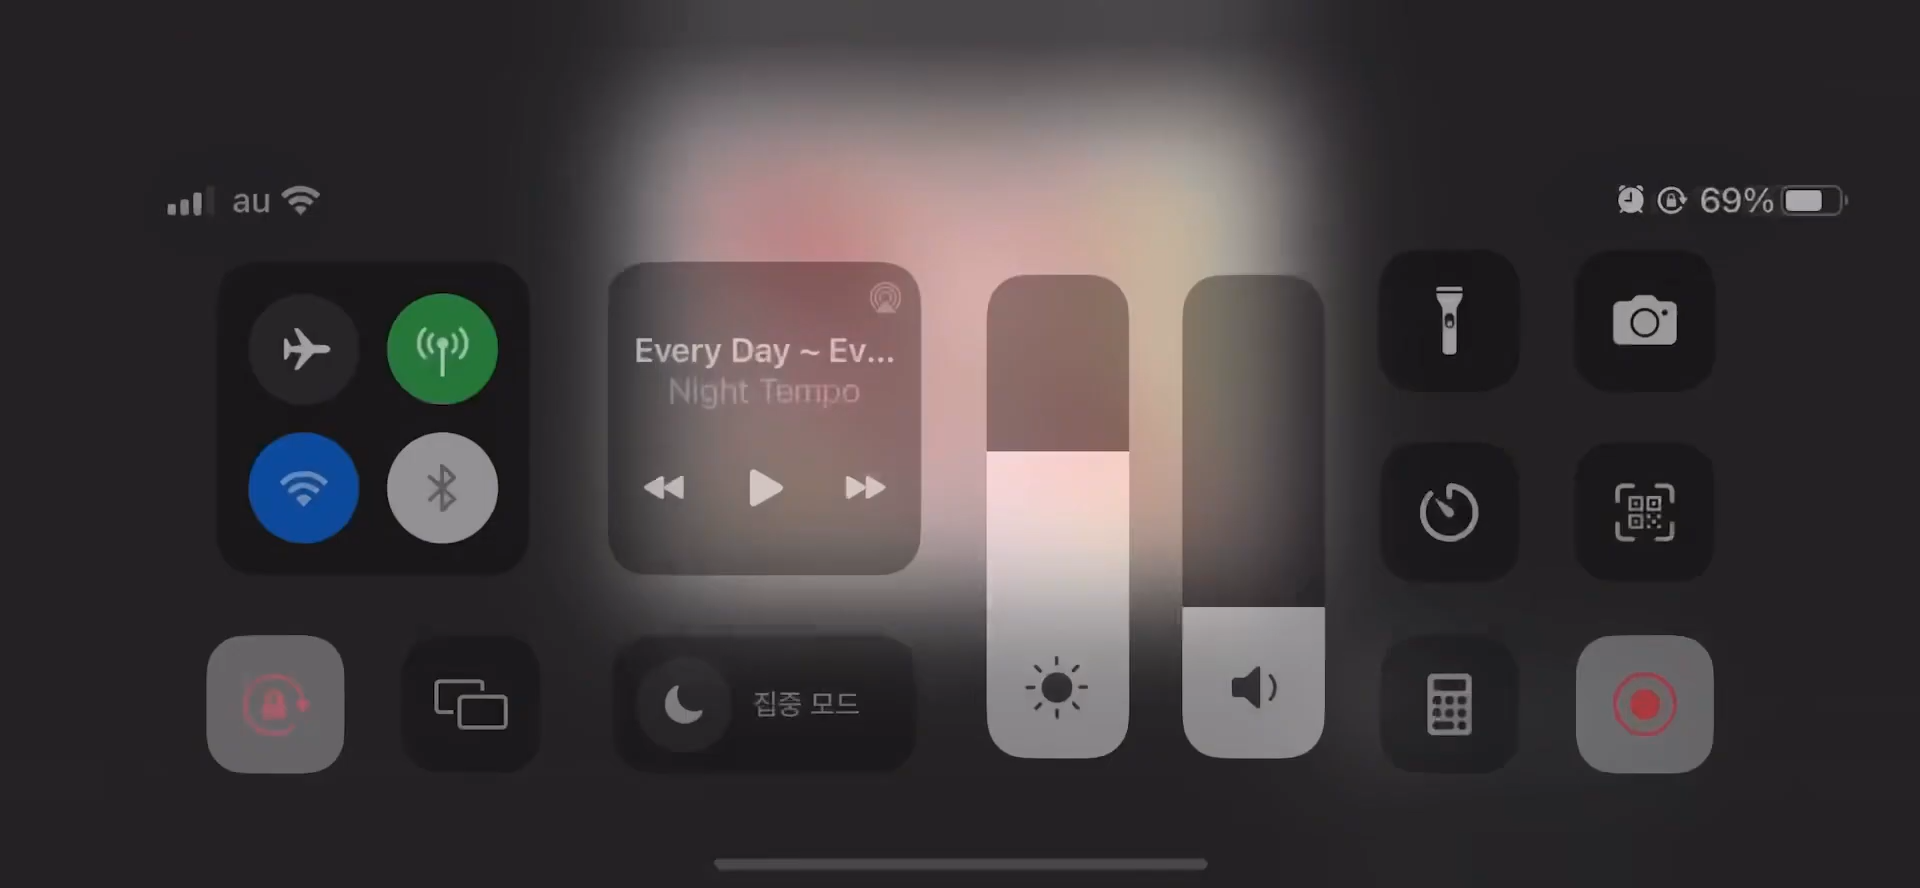 au
69%
Every Day ~ Ev...
Night Tempo
집중 모드